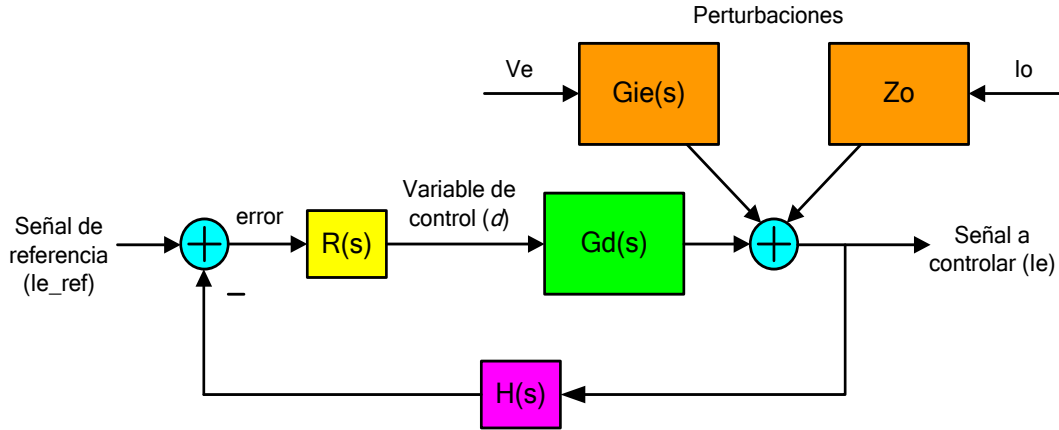 Perturbaciones
Ve
Io
Gie(s)
Zo
Variable de
control (d)
Señal de
referencia
(Ie_ref)
error
R(s)
Gd(s)
Señal a
controlar (Ie)
H(s)